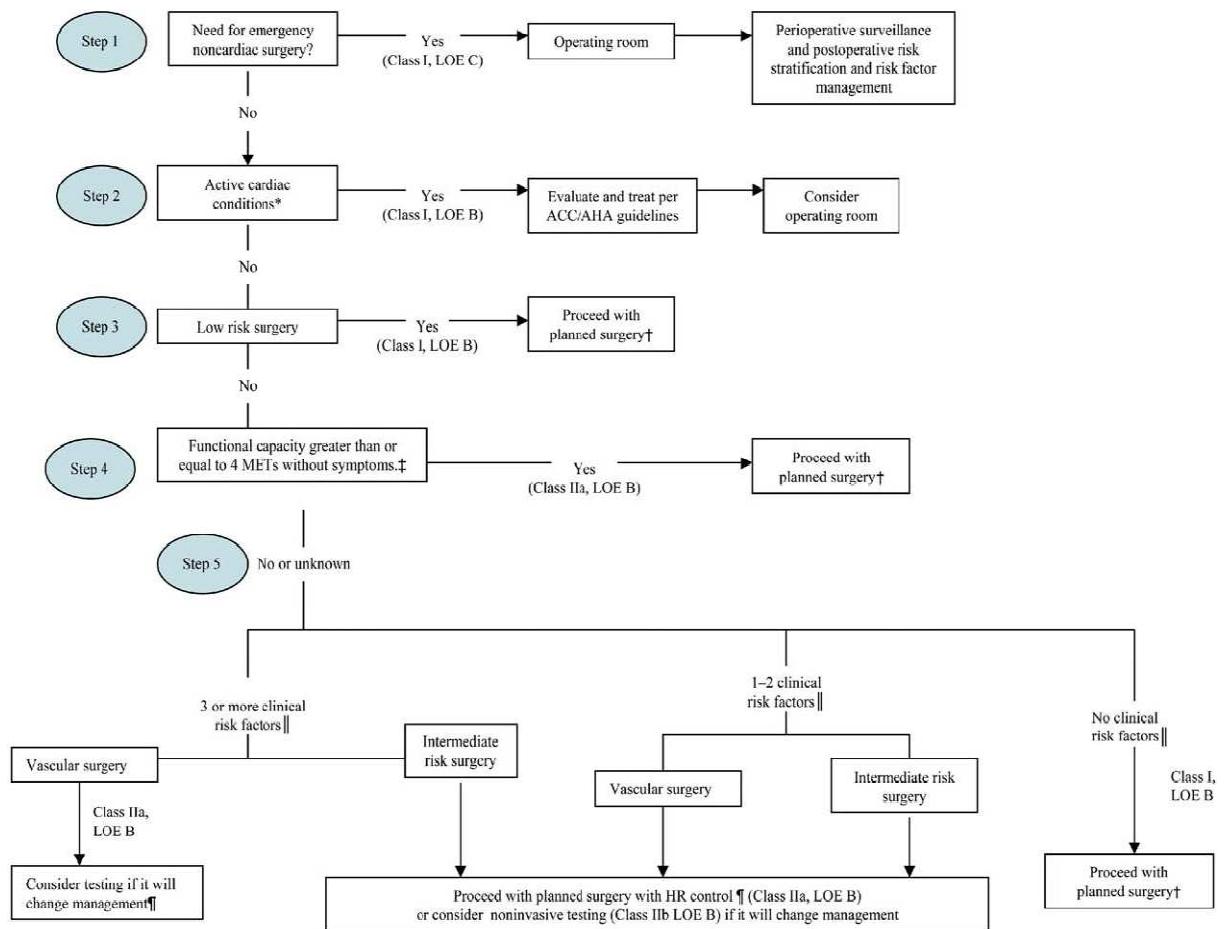 Step 1
Need for emergency
noncardiac surgery?
Yes
(Class I, LOE C)
Operating room
Perioperative surveillance
and postoperative risk
stratification and risk factor
management
No
Step 2
Active cardiac
conditions*
Yes
(Class I, LOE B)
Evaluate and treat per
ACC/AHA guidelines
Consider
operating room
No
Step 3
Low risk surgery
Yes
(Class I, LOE B)
Proceed with
planned surgery†
No
Step 4
Functional capacity greater than or
equal to 4 METs without symptoms.‡
Yes
(Class IIa, LOE B)
Proceed with
planned surgery†
Step 5
No or unknown
3 or more clinical
risk factors‖
1–2 clinical
risk factors‖
No clinical
risk factors‖
Vascular surgery
Intermediate
risk surgery
Vascular surgery
Intermediate risk
surgery
Class IIa,
LOE B
Class I,
LOE B
Consider testing if it will
change management¶
Proceed with planned surgery with HR control ¶ (Class IIa, LOE B)
or consider noninvasive testing (Class IIb LOE B) if it will change management
Proceed with
planned surgery†